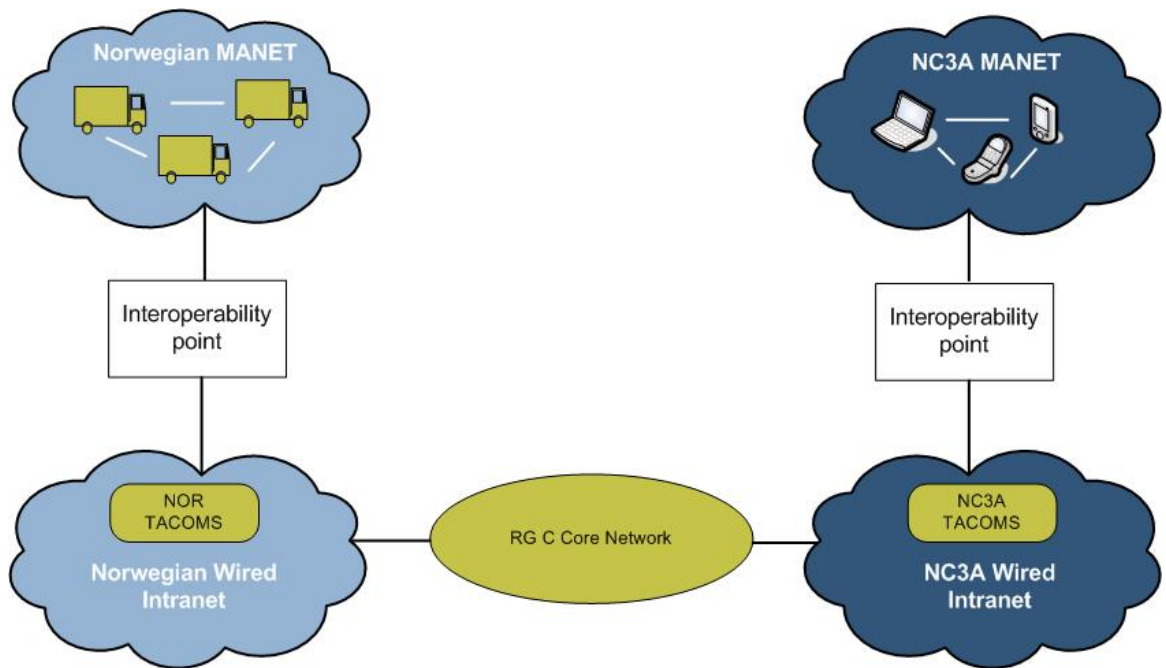 Norwegian MANET
NC3A MANET
Interoperability
point
Interoperability
point
NOR
TACOMS
Norwegian Wired
Intranet
RG C Core Network
NC3A
TACOMS
NC3A Wired
Intranet